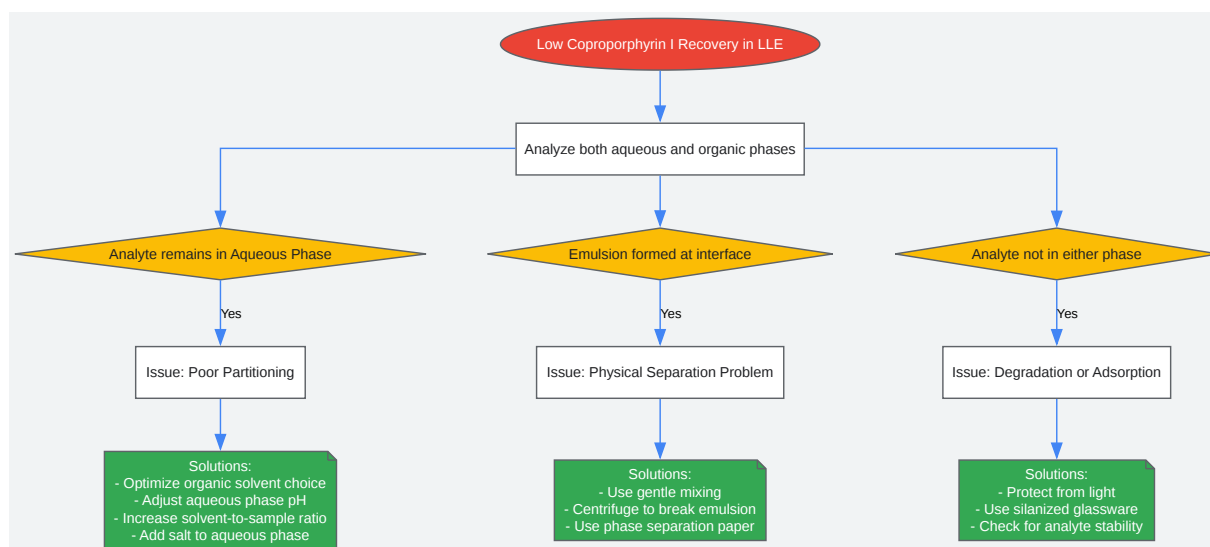 Low Coproporphyrin I Recovery in LLE
Analyze both aqueous and organic phases
Analyte remains in Aqueous Phase
Emulsion formed at interface
Analyte not in either phase
Yes
Yes
Yes
Issue: Poor Partitioning
Issue: Physical Separation Problem
Issue: Degradation or Adsorption
Solutions:
- Optimize organic solvent choice
- Adjust aqueous phase pH
- Increase solvent-to-sample ratio
- Add salt to aqueous phase
Solutions:
- Use gentle mixing
- Centrifuge to break emulsion
- Use phase separation paper
Solutions:
- Protect from light
- Use silanized glassware
- Check for analyte stability